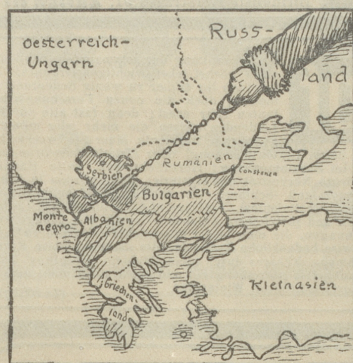 Oesterreich-
Ungarn
Russ-
land
Rumänien
Serbien
Constanza
Bulgarien
Monte
negro
Albanien
Griechen-
land
Kleinasien